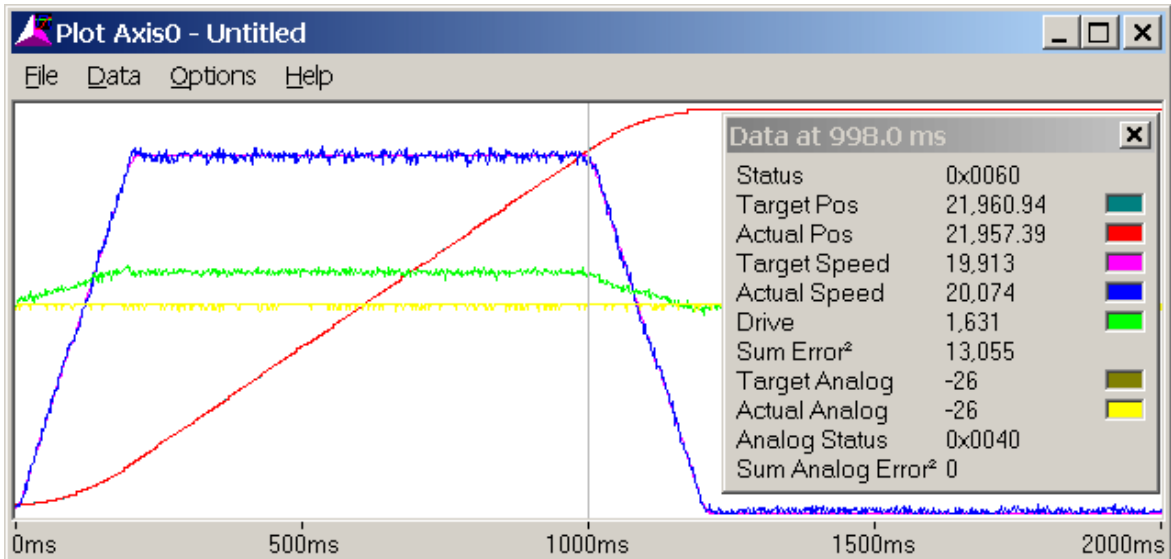 Plot Axis0 - Untitled
File Data Options Help
Data at 998.0 ms
Status 0x0060
Target Pos 21,960.94
Actual Pos 21,957.39
Target Speed 19,913
Actual Speed 20,074
Drive 1,631
Sum Error² 13,055
Target Analog -26
Actual Analog -26
Analog Status 0x0040
Sum Analog Error² 0
0ms 500ms 1000ms 1500ms 2000ms